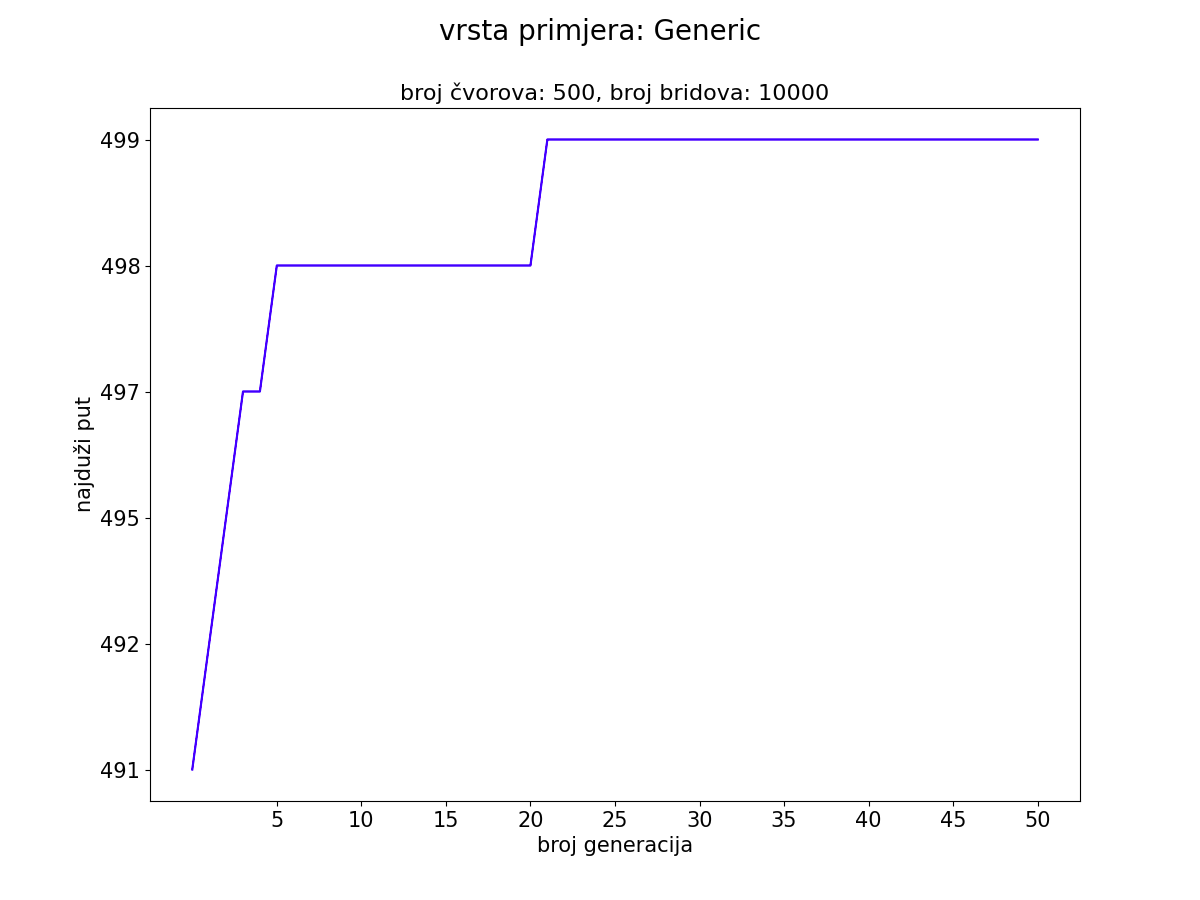 vrsta primjera: Generic
broj čvorova: 500, broj bridova: 10000
499
498
497
495
492
491
najduži put
5 10 15 20 25 30 35 40 45 50
broj generacija